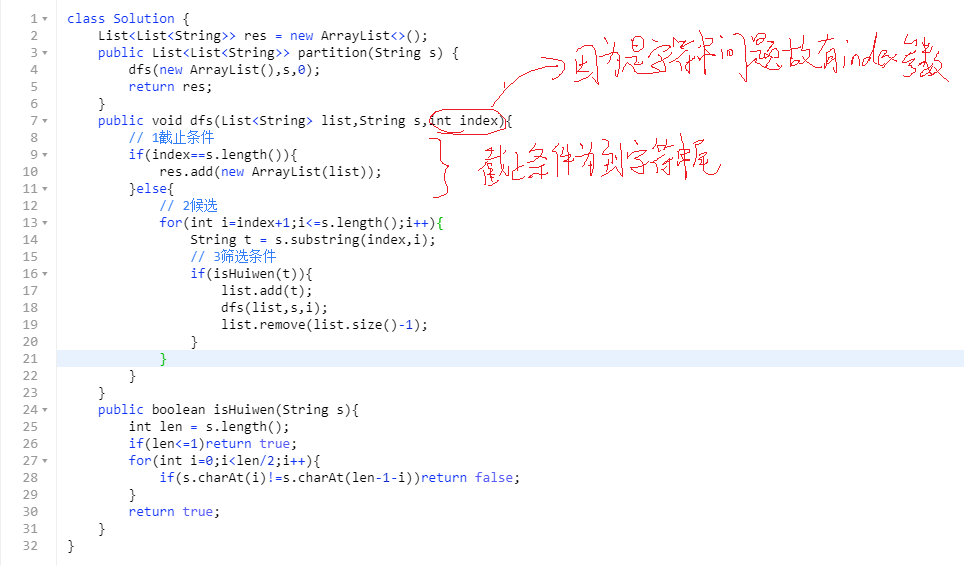 1 class Solution {
2 List<List<String>> res = new ArrayList<>();
3 public List<List<String>> partition(String s) {
4 dfs(new ArrayList(),s,0);
5 return res;
6 }
因为是字符串问题故有index参数
7 public void dfs(List<String> list,String s,int index){
8 // 1截止条件
9 if(index==s.length()){
10 res.add(new ArrayList(list));
截止条件为到字符串尾
11 }else{
12 // 2候选
13 for(int i=index+1;i<=s.length();i++){
14 String t = s.substring(index,i);
15 // 3筛选条件
16 if(isHuiwen(t)){
17 list.add(t);
18 dfs(list,s,i);
19 list.remove(list.size()-1);
20 }
21 }
22 }
23 }
24 public boolean isHuiwen(String s){
25 int len = s.length();
26 if(len<=1)return true;
27 for(int i=0;i<len/2;i++){
28 if(s.charAt(i)!=s.charAt(len-1-i))return false;
29 }
30 return true;
31 }
32 }